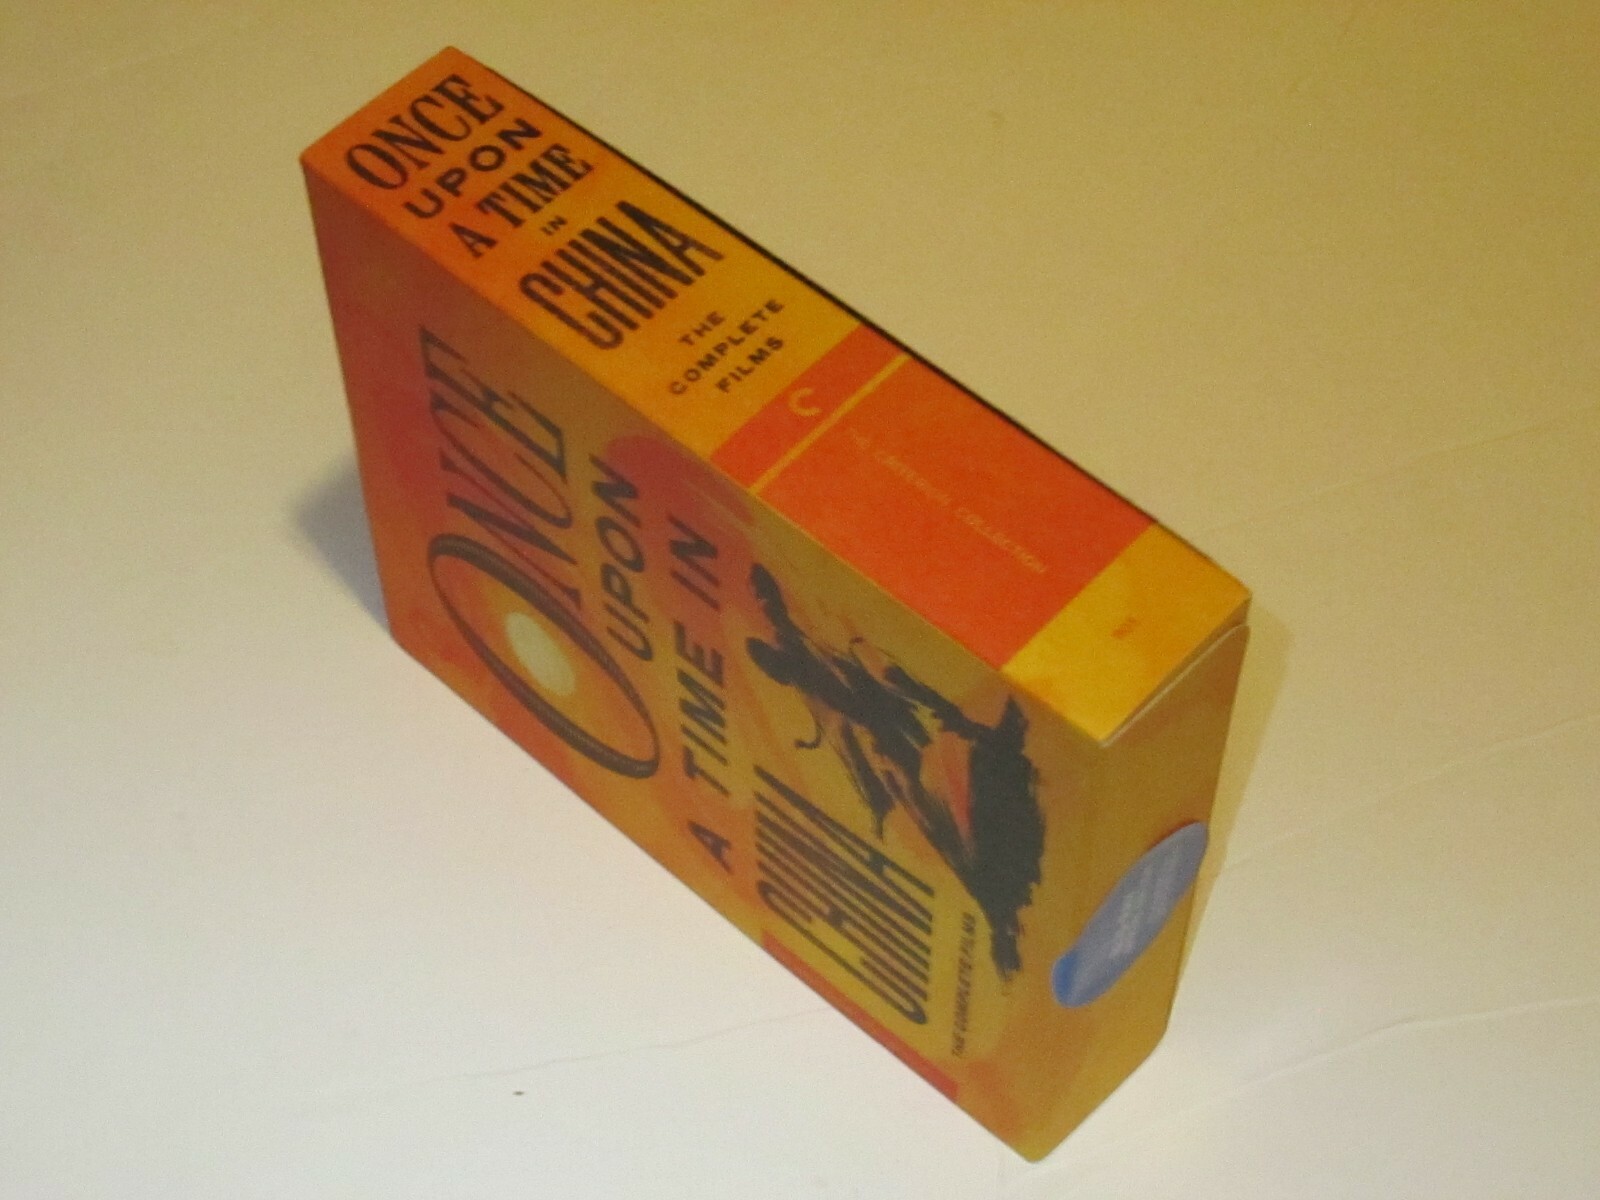 ONCE
UPON
A TIME
IN
CHINA
THE
COMPLETE
FILMS
C
THE CRITERION COLLECTION
ONCE
UPON
A TIME IN
CHINA
THE COMPLETE FILMS